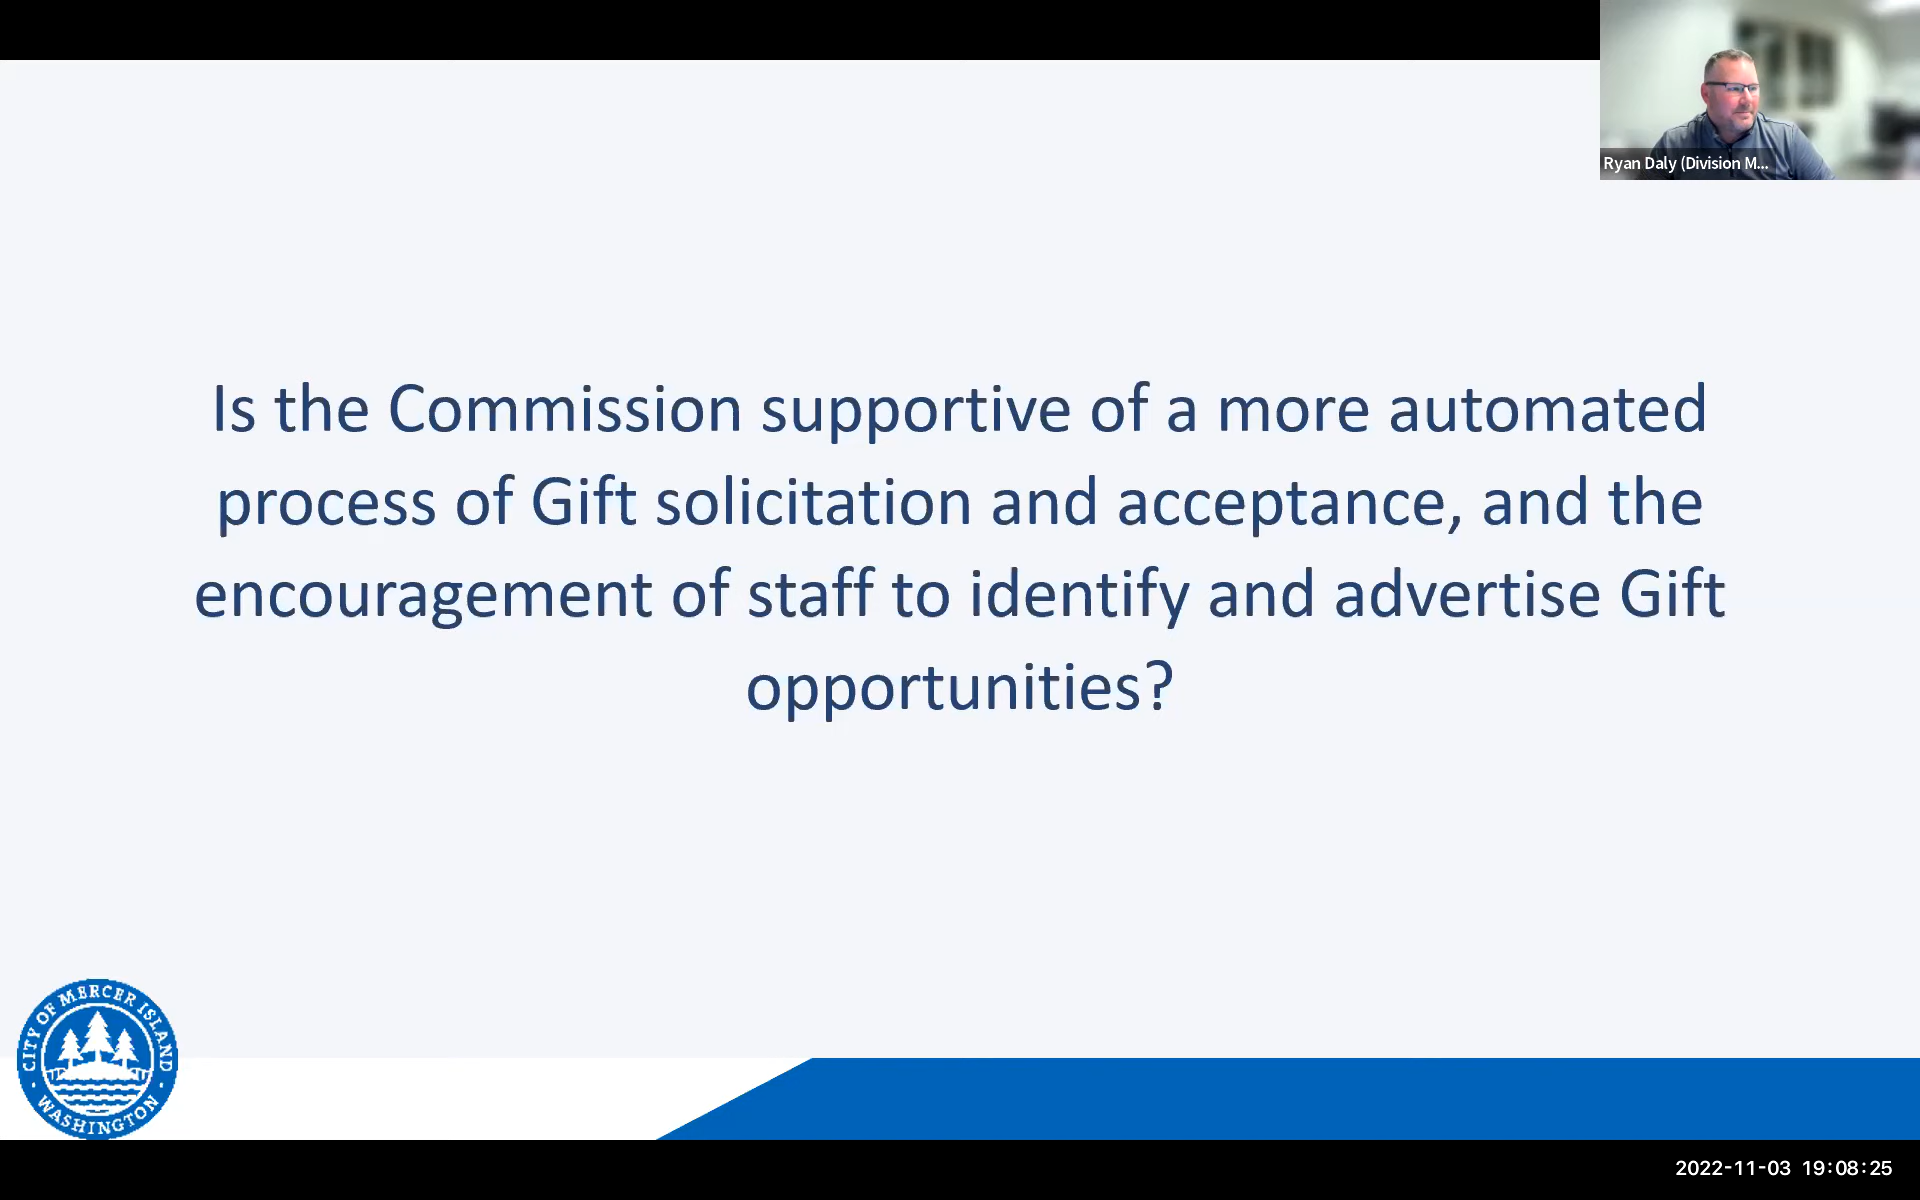 Ryan Daly (Division M...
Is the Commission supportive of a more automated
process of Gift solicitation and acceptance, and the
encouragement of staff to identify and advertise Gift
opportunities?
CITY OF MERCER ISLAND
WASHINGTON
2022-11-03 19:08:25